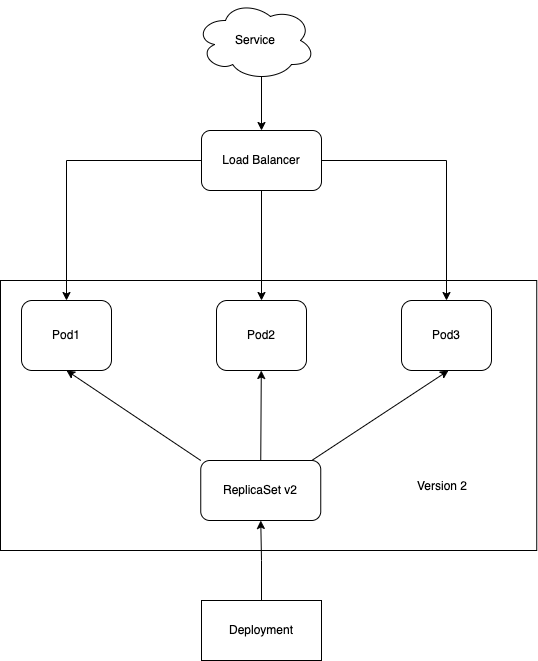 Service
Load Balancer
Pod1
Pod2
Pod3
ReplicaSet v2
Version 2
Deployment